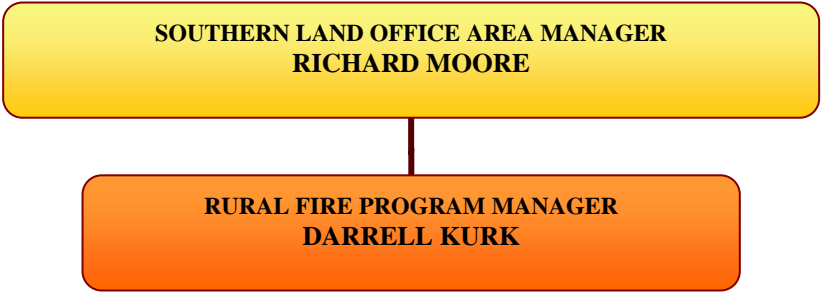 SOUTHERN LAND OFFICE AREA MANAGER
RICHARD MOORE
RURAL FIRE PROGRAM MANAGER
DARRELL KURK